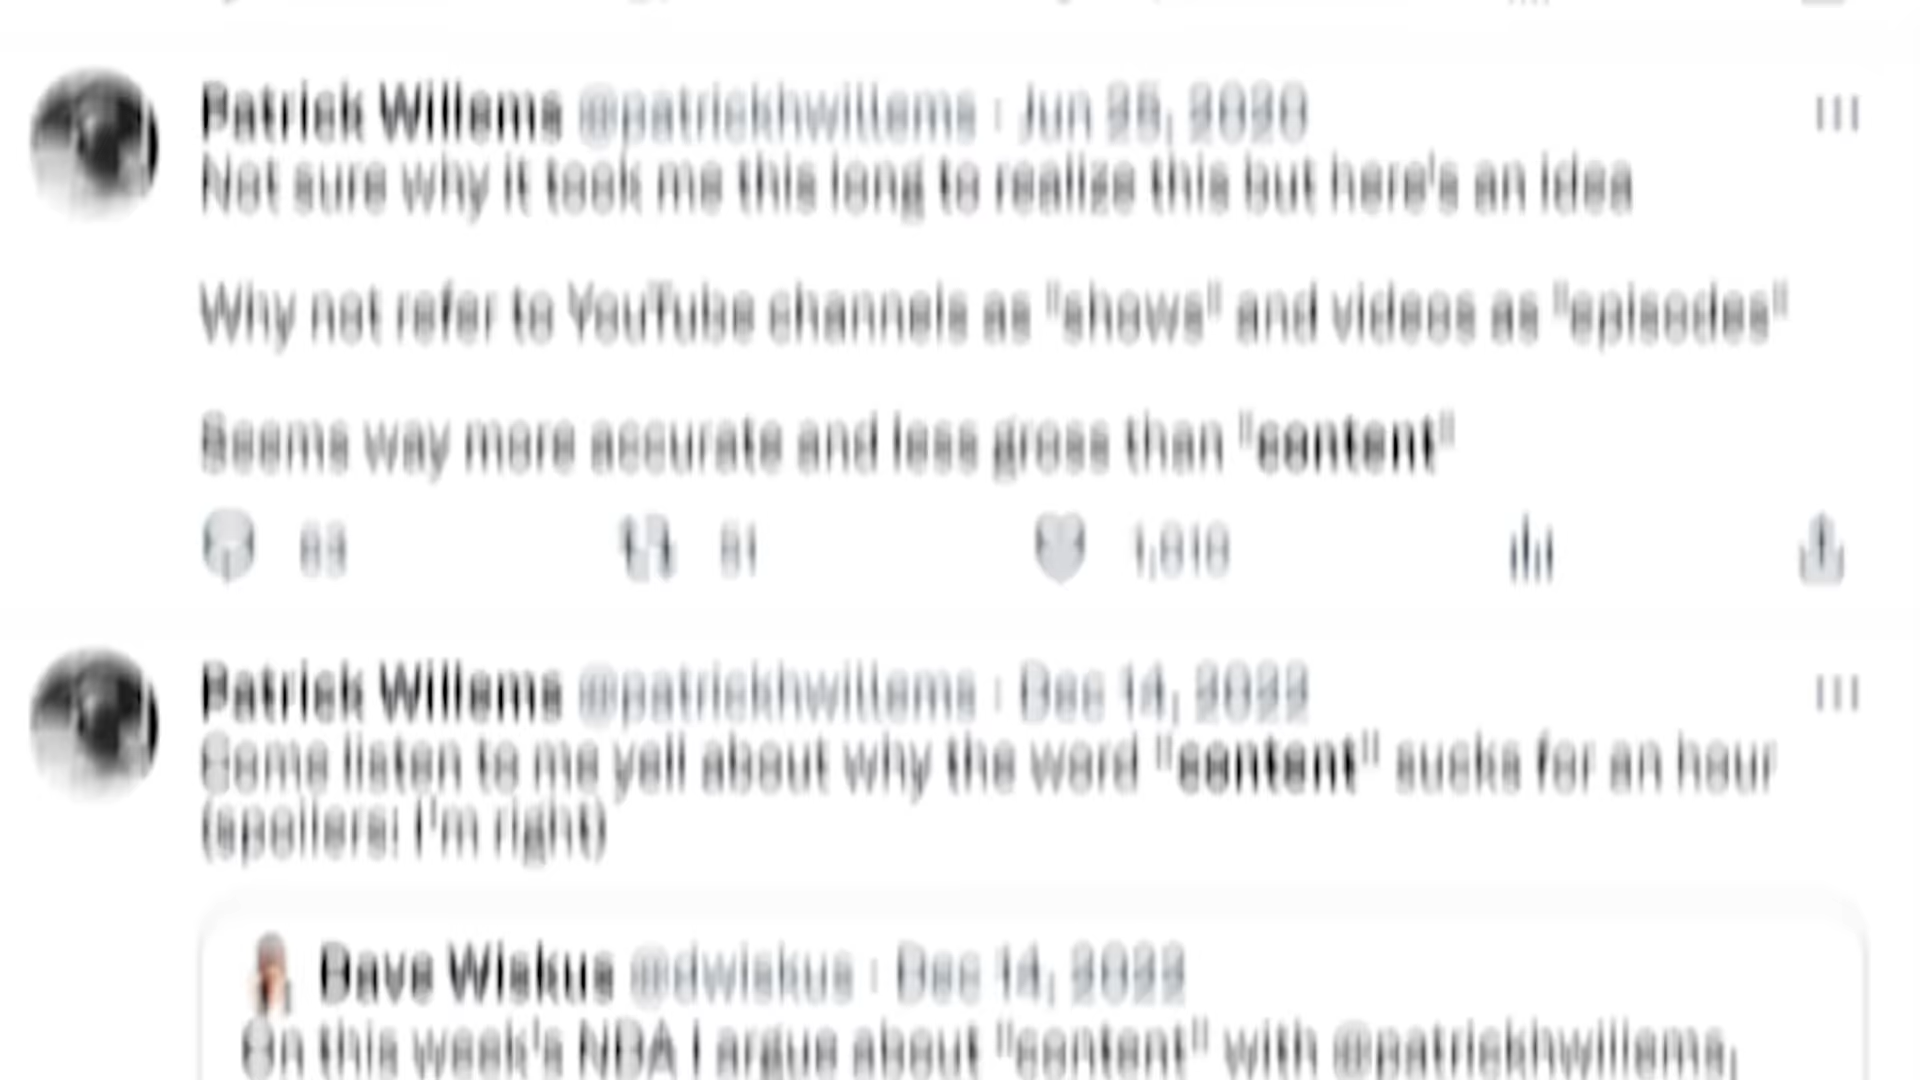 Patrick Willems @patrickhwillems · Jun 25, 2020
Not sure why it took me this long to realize this but here's an idea
Why not refer to YouTube channels as "shows" and videos as "episodes"
Seems way more accurate and less gross than "content"
Patrick Willems @patrickhwillems · Dec 14, 2022
Come listen to me yell about why the word "content" sucks for an hour
(spoilers: I'm right)
Dave Wiskus @dwiskus · Dec 14, 2022
On this week's NDA I argue about "content" with @patrickhwillems,